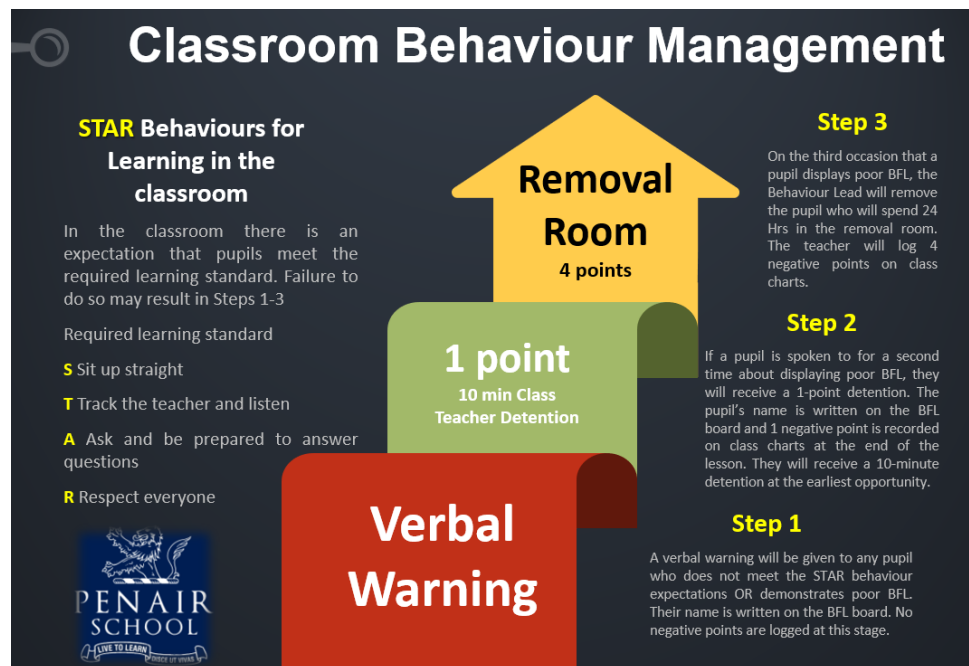 Classroom Behaviour Management
STAR Behaviours for
Learning in the
classroom
In the classroom there is an
expectation that pupils meet the
required learning standard. Failure to
do so may result in Steps 1-3
Required learning standard
S Sit up straight
T Track the teacher and listen
A Ask and be prepared to answer
questions
R Respect everyone
PENAIR
SCHOOL
LIVE TO LEARN
DISCE UT VIVAS
Removal
Room
4 points
1 point
10 min Class
Teacher Detention
Verbal
Warning
Step 3
On the third occasion that a
pupil displays poor BFL, the
Behaviour Lead will remove
the pupil who will spend 24
Hrs in the removal room.
The teacher will log 4
negative points on class
charts.
Step 2
If a pupil is spoken to for a second
time about displaying poor BFL, they
will receive a 1-point detention. The
pupil's name is written on the BFL
board and 1 negative point is recorded
on class charts at the end of the
lesson. They will receive a 10-minute
detention at the earliest opportunity.
Step 1
A verbal warning will be given to any pupil
who does not meet the STAR behaviour
expectations OR demonstrates poor BFL.
Their name is written on the BFL board. No
negative points are logged at this stage.